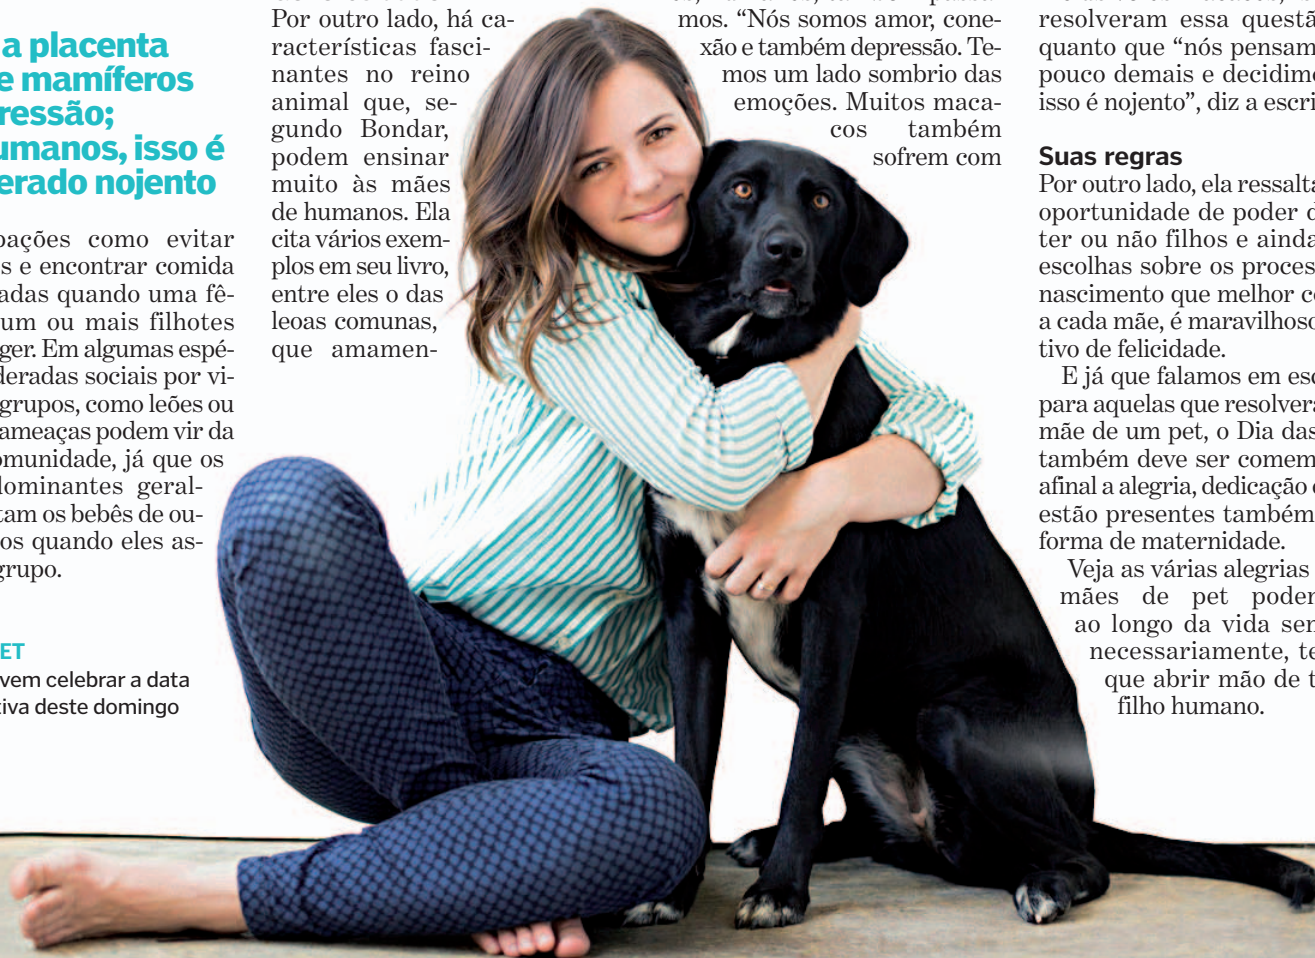 a placenta
e mamíferos
ressão;
umanos, isso é
erado nojento
pações como evitar
s e encontrar comida
adas quando uma fê-
um ou mais filhotes
ger. Em algumas espé-
deradas sociais por vi-
grupos, como leões ou
ameaças podem vir da
omunidade, já que os
dominantes geral-
tam os bebês de ou-
os quando eles as-
grupo.
ET
vem celebrar a data
tiva deste domingo
Por outro lado, há ca-
racterísticas fasci-
nantes no reino
animal que, se-
gundo Bondar,
podem ensinar
muito às mães
de humanos. Ela
cita vários exem-
plos em seu livro,
entre eles o das
leoas comunas,
que amamen-
mos. “Nós somos amor, cone-
xão e também depressão. Te-
mos um lado sombrio das
emoções. Muitos maca-
cos também
sofrem com
resolveram essa questã
quanto que “nós pensam
pouco demais e decidim
isso é nojento”, diz a escri
Suas regras
Por outro lado, ela ressalta
oportunidade de poder d
ter ou não filhos e ainda
escolhas sobre os proces
nascimento que melhor c
a cada mãe, é maravilhoso
tivo de felicidade.
E já que falamos em esc
para aquelas que resolvera
mãe de um pet, o Dia das
também deve ser comem
afinal a alegria, dedicação
estão presentes também
forma de maternidade.
Veja as várias alegrias
mães de pet poder
ao longo da vida sem
necessariamente, te
que abrir mão de t
filho humano.